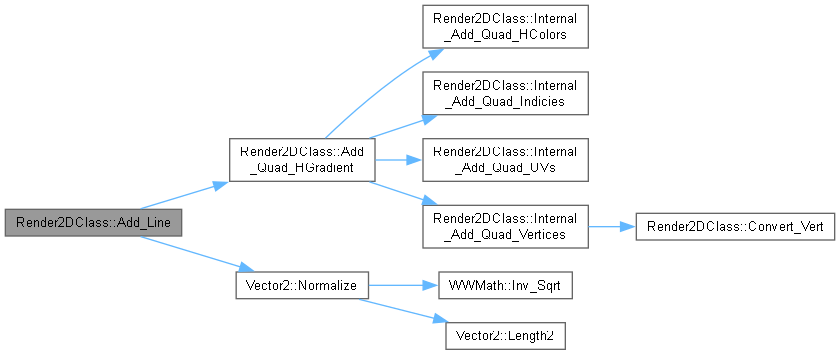 Render2DClass::Internal
_Add_Quad_HColors
Render2DClass::Internal
_Add_Quad_Indicies
Render2DClass::Add
_Quad_HGradient
Render2DClass::Internal
_Add_Quad_UVs
Render2DClass::Add_Line
Render2DClass::Internal
_Add_Quad_Vertices
Render2DClass::Convert_Vert
Vector2::Normalize
WWMath::Inv_Sqrt
Vector2::Length2